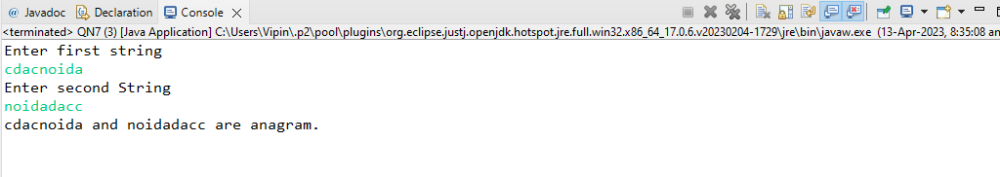 @ Javadoc Declaration Console
<terminated> QN7 (3) [Java Application] C:\Users\Vipin\.p2\pool\plugins\org.eclipse.justj.openjdk.hotspot.jre.full.win32.x86_64_17.0.6.v20230204-1729\jre\bin\javaw.exe (13-Apr-2023, 8:35:08 am
Enter first string
cdacnoida
Enter second String
noidadacc
cdacnoida and noidadacc are anagram.